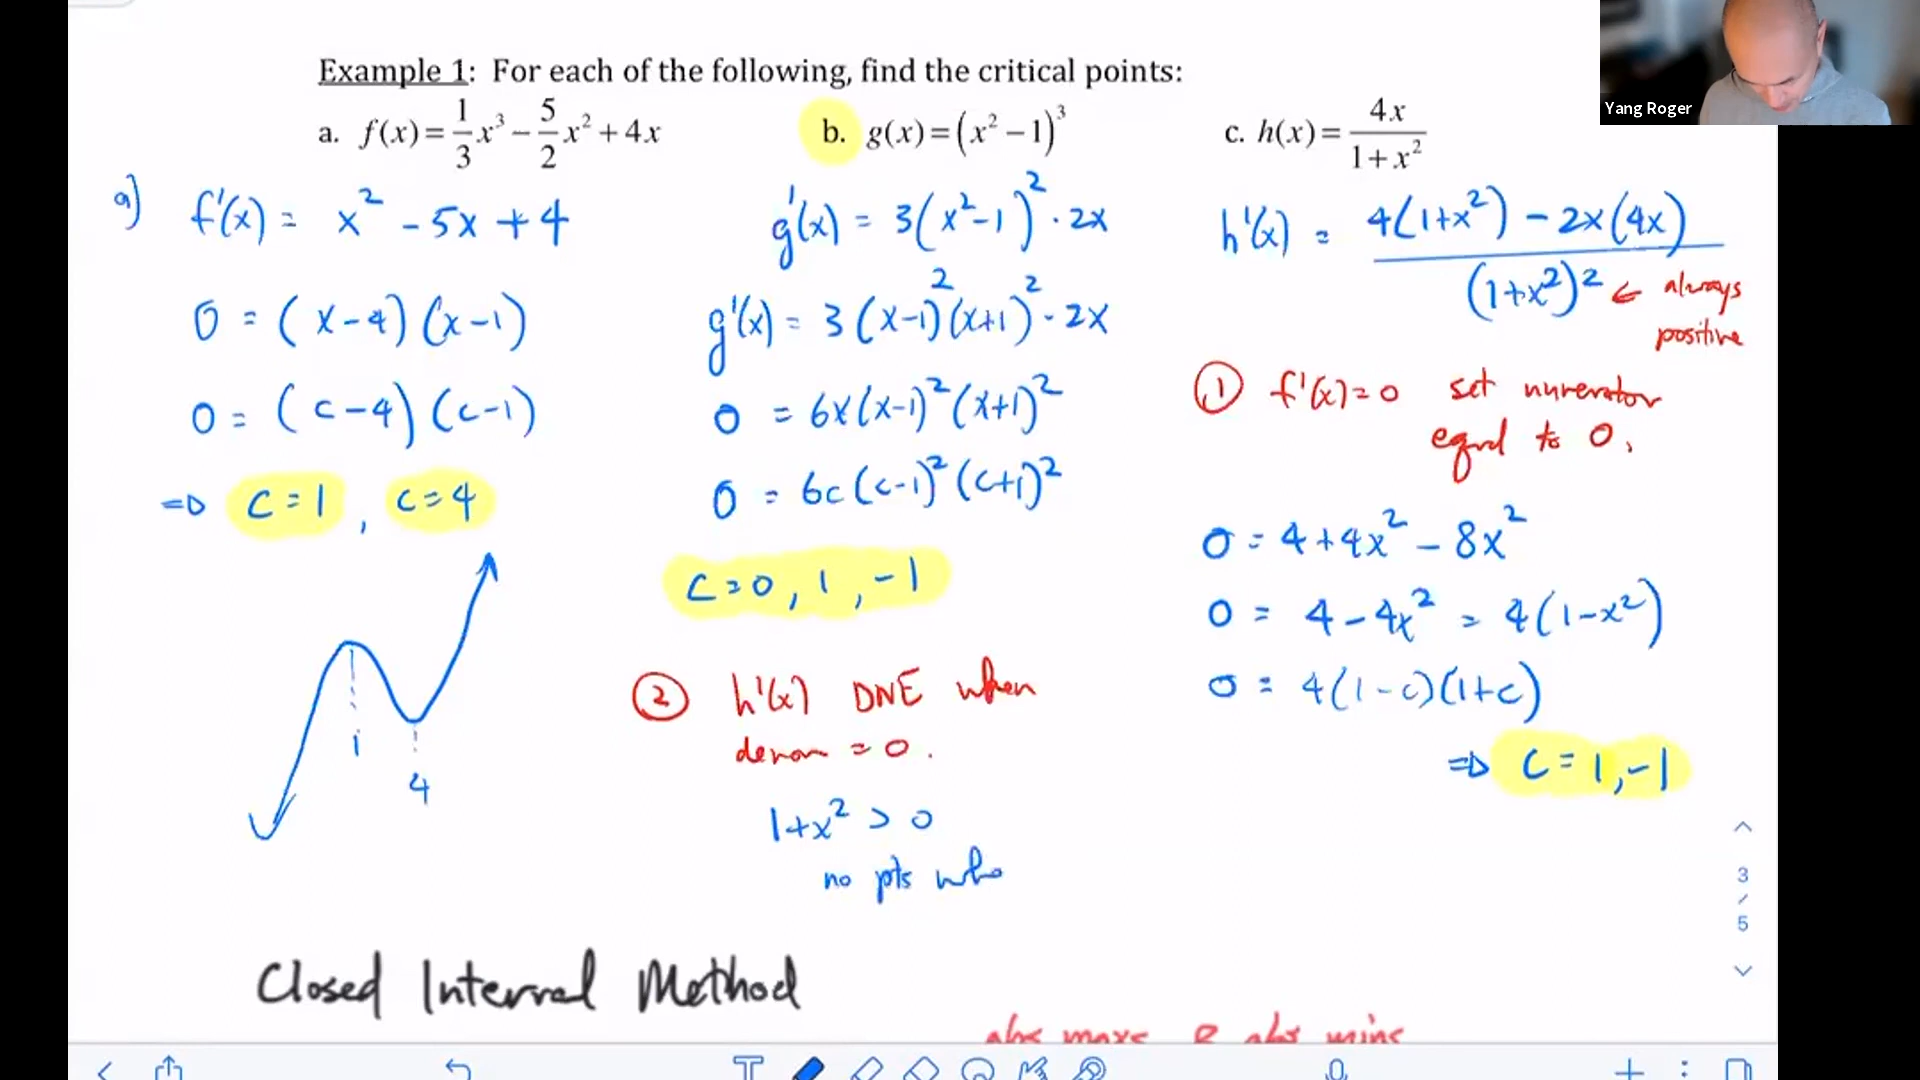 Example 1: For each of the following, find the critical points:
a. f(x) = 1/3 x³ − 5/2 x² + 4x
b. g(x) = (x² − 1)³
c. h(x) = 4x / (1 + x²)
Yang Roger
a)
f'(x) = x² - 5x + 4
0 = (x-4)(x-1)
0 = (c-4)(c-1)
⇒ c=1, c=4
1
4
g'(x) = 3(x²-1)² · 2x
g'(x) = 3(x-1)²(x+1)² · 2x
0 = 6x(x-1)²(x+1)²
0 = 6c(c-1)²(c+1)²
c=0, 1, -1
② h'(x) DNE when
denom = 0.
1+x² > 0
no pts whe
h'(x) = 4(1+x²) - 2x(4x) / (1+x²)² ← always
positive
① f'(x)=0 set numerator
equal to 0.
0 = 4+4x² - 8x²
0 = 4-4x² = 4(1-x²)
0 = 4(1-c)(1+c)
⇒ c = 1, -1
3
/
5
Closed Interval Method
abs maxs & abs mins